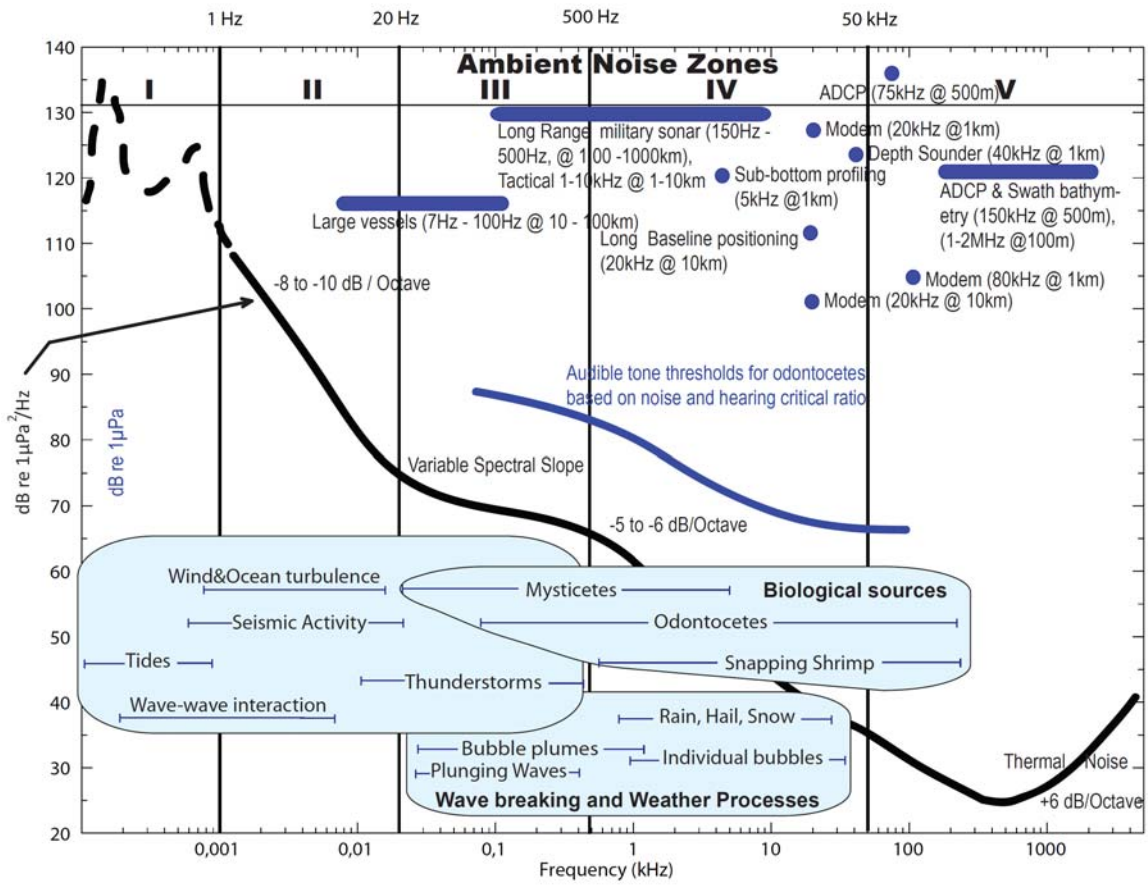 1 Hz
20 Hz
500 Hz
50 kHz
Ambient Noise Zones
I
II
III
IV
V
140
130
120
110
100
90
80
70
60
50
40
30
20
dB re 1µPa²/Hz
dB re 1µPa
ADCP (75kHz @ 500m)
Long Range military sonar (150Hz -
500Hz, @ 100 -1000km),
Tactical 1-10kHz @ 1-10km
Modem (20kHz @1km)
Depth Sounder (40kHz @ 1km)
Sub-bottom profiling
(5kHz @1km)
ADCP & Swath bathym-
etry (150kHz @ 500m),
(1-2MHz @100m)
Large vessels (7Hz - 100Hz @ 10 - 100km)
Long Baseline positioning
(20kHz @ 10km)
Modem (80kHz @ 1km)
Modem (20kHz @ 10km)
-8 to -10 dB / Octave
Audible tone thresholds for odontocetes
based on noise and hearing critical ratio
Variable Spectral Slope
-5 to -6 dB/Octave
Wind&Ocean turbulence
Seismic Activity
Tides
Thunderstorms
Wave-wave interaction
Mysticetes
Biological sources
Odontocetes
Snapping Shrimp
Rain, Hail, Snow
Bubble plumes
Individual bubbles
Plunging Waves
Wave breaking and Weather Processes
Thermal Noise
+6 dB/Octave
0,001
0,01
0,1
1
10
100
1000
Frequency (kHz)